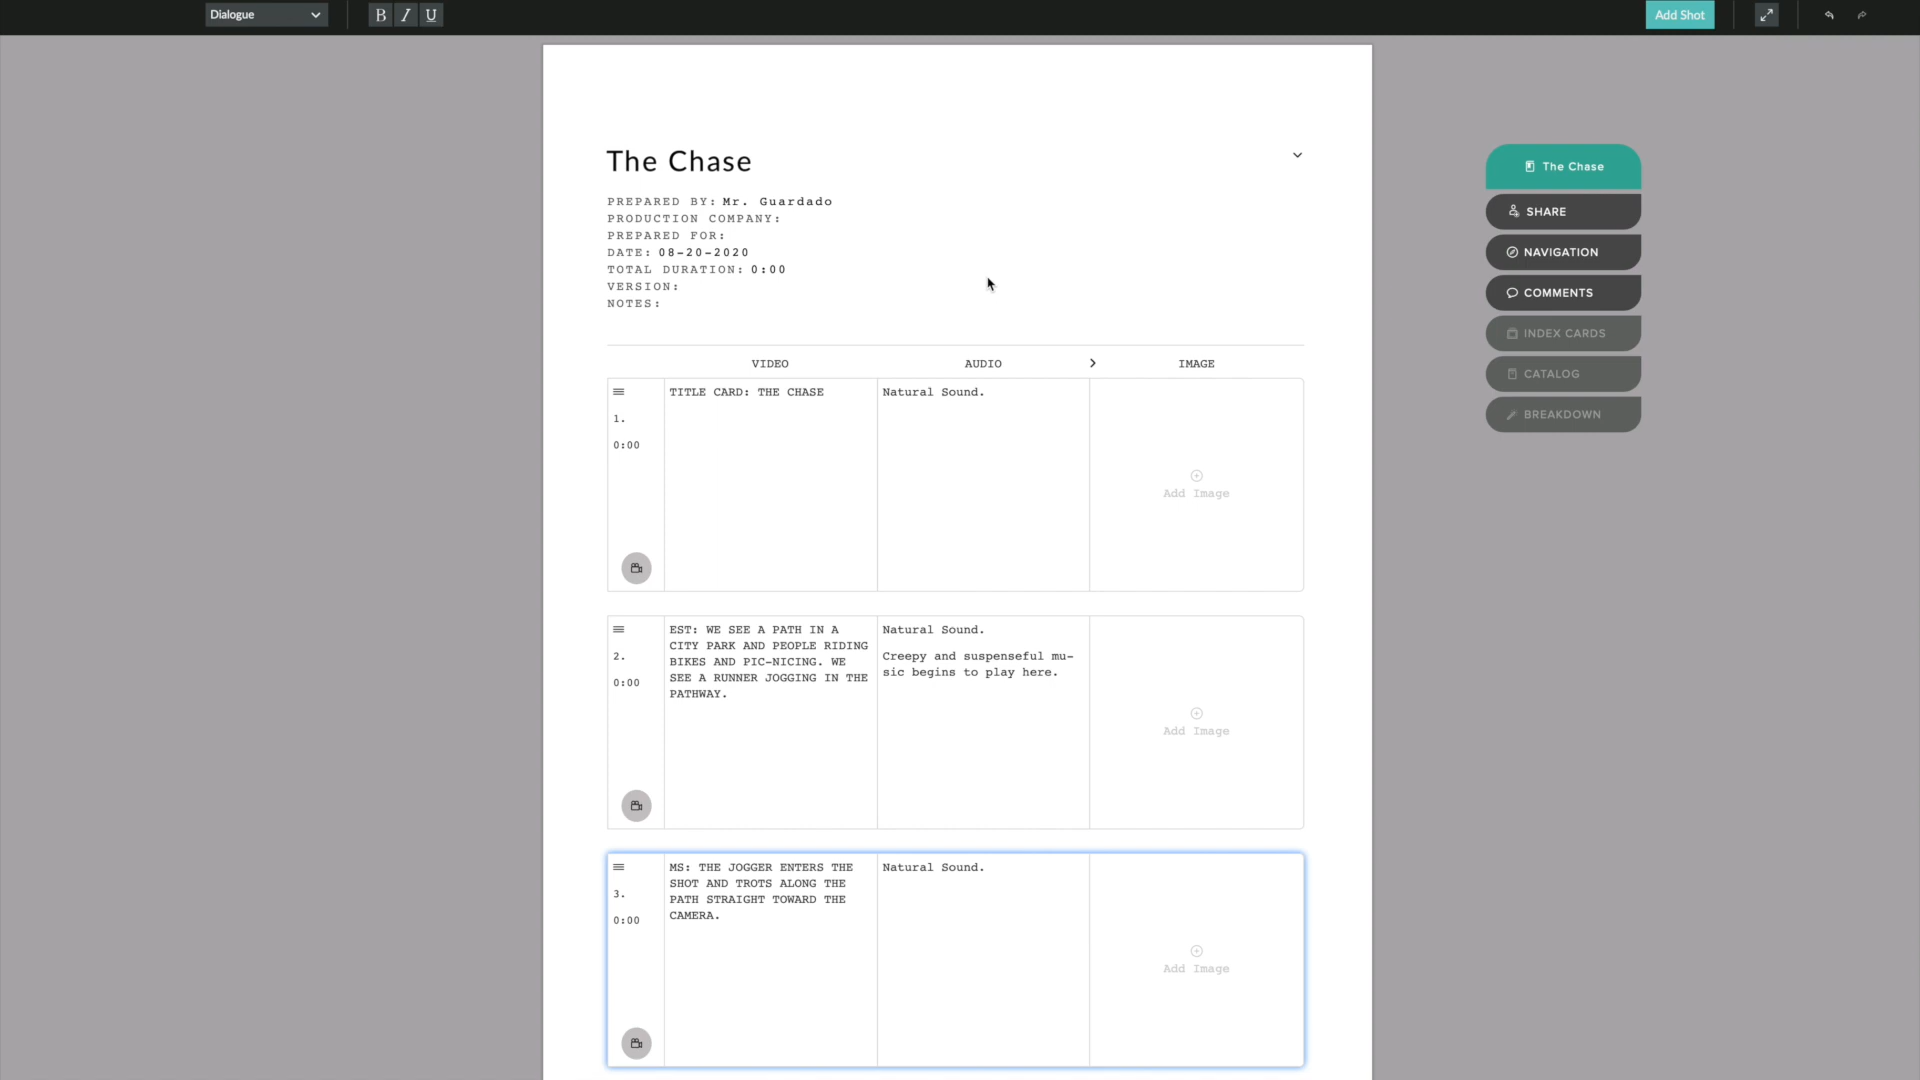 Dialogue B I U Add Shot
The Chase
PREPARED BY: Mr. Guardado
PRODUCTION COMPANY:
PREPARED FOR:
DATE: 08-20-2020
TOTAL DURATION: 0:00
VERSION:
NOTES:
VIDEO AUDIO IMAGE
1.
0:00
TITLE CARD: THE CHASE
Natural Sound.
Add Image
2.
0:00
EST: WE SEE A PATH IN A
CITY PARK AND PEOPLE RIDING
BIKES AND PIC-NICING. WE
SEE A RUNNER JOGGING IN THE
PATHWAY.
Natural Sound.
Creepy and suspenseful mu-
sic begins to play here.
Add Image
3.
0:00
MS: THE JOGGER ENTERS THE
SHOT AND TROTS ALONG THE
PATH STRAIGHT TOWARD THE
CAMERA.
Natural Sound.
Add Image
The Chase
SHARE
NAVIGATION
COMMENTS
INDEX CARDS
CATALOG
BREAKDOWN